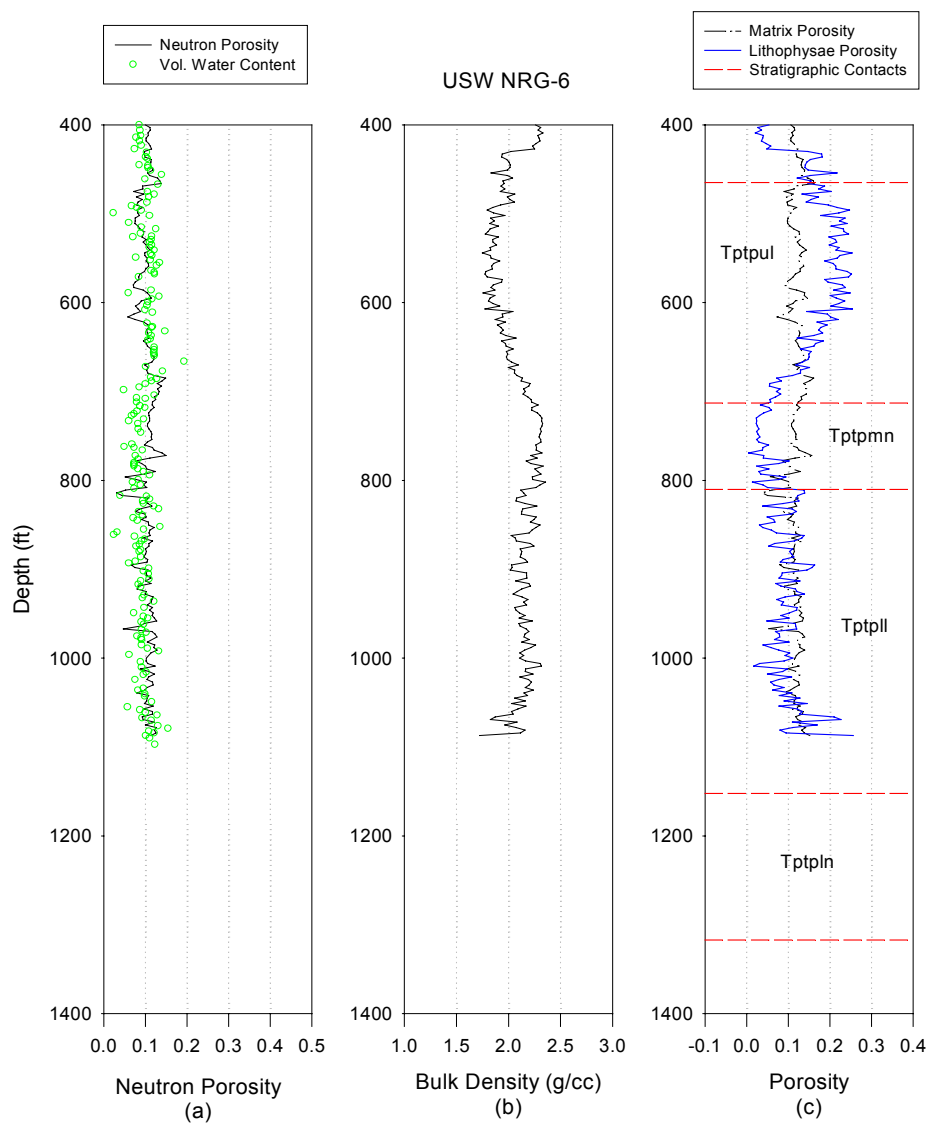 Neutron Porosity
Vol. Water Content
USW NRG-6
Matrix Porosity
Lithophysae Porosity
Stratigraphic Contacts
Depth (ft)
400
600
800
1000
1200
1400
0.0 0.1 0.2 0.3 0.4 0.5
Neutron Porosity
(a)
400
600
800
1000
1200
1400
1.0 1.5 2.0 2.5 3.0
Bulk Density (g/cc)
(b)
400
600
800
1000
1200
1400
Tptpul
Tptpmn
Tptpll
Tptpln
-0.1 0.0 0.1 0.2 0.3 0.4
Porosity
(c)